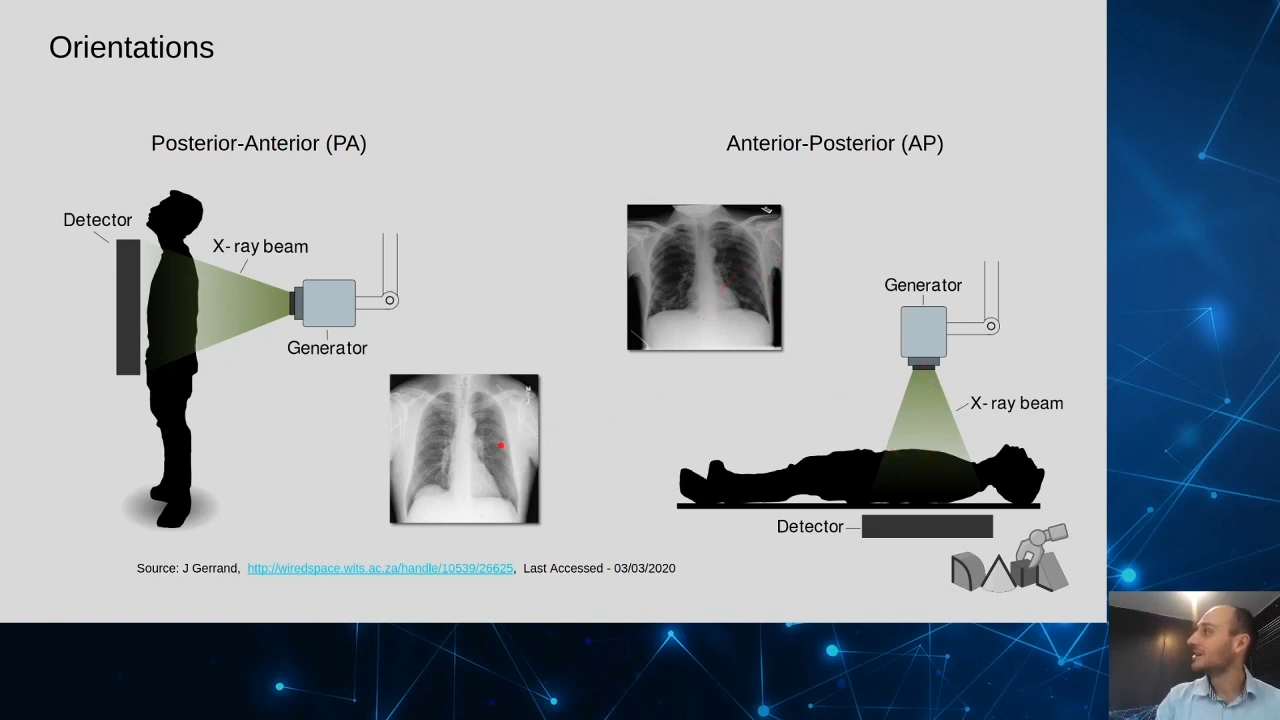 Orientations
Posterior-Anterior (PA)
Anterior-Posterior (AP)
Detector
X- ray beam
Generator
Generator
X- ray beam
Detector
Source: J Gerrand, http://wiredspace.wits.ac.za/handle/10539/26625, Last Accessed - 03/03/2020